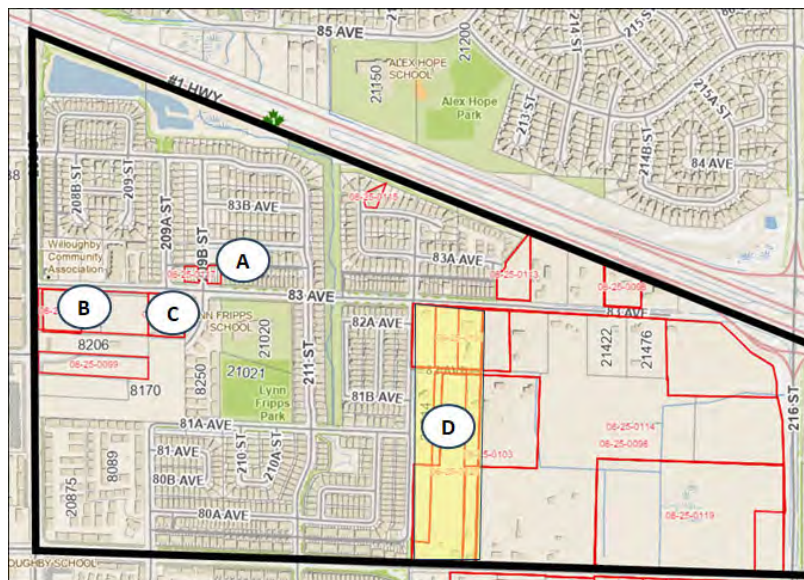 85 AVE
#1 HWY
ALEX HOPE
SCHOOL
21150
21200
Alex Hope
Park
213 ST
214 ST
215A ST
214B ST
84 AVE
208B ST
209 ST
209A ST
83B AVE
Willoughby
Community
Association
A
83A AVE
08-25-0113
08-25-0098
B
C
83 AVE
83 AVE
SCHOOL
82A AVE
8206
08-25-0099
8170
8250
21020
21021
Lynn
Fripps
Park
211 ST
81B AVE
21422
21476
216 ST
81A AVE
D
08-25-0114
08-25-0096
81 AVE
80B AVE
210 ST
210A ST
20875
8089
80A AVE
08-25-0119